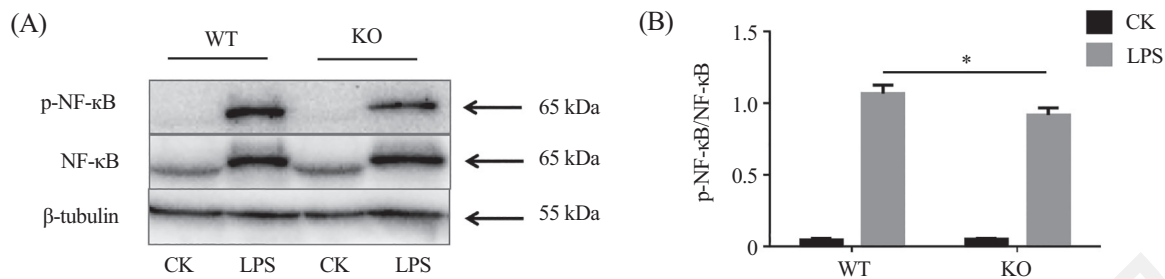 (A)
WT KO
p-NF-κB 65 kDa
NF-κB 65 kDa
β-tubulin 55 kDa
CK LPS CK LPS
(B)
CK
LPS
p-NF-κB/NF-κB
1.5
1.0
0.5
0
*
WT KO